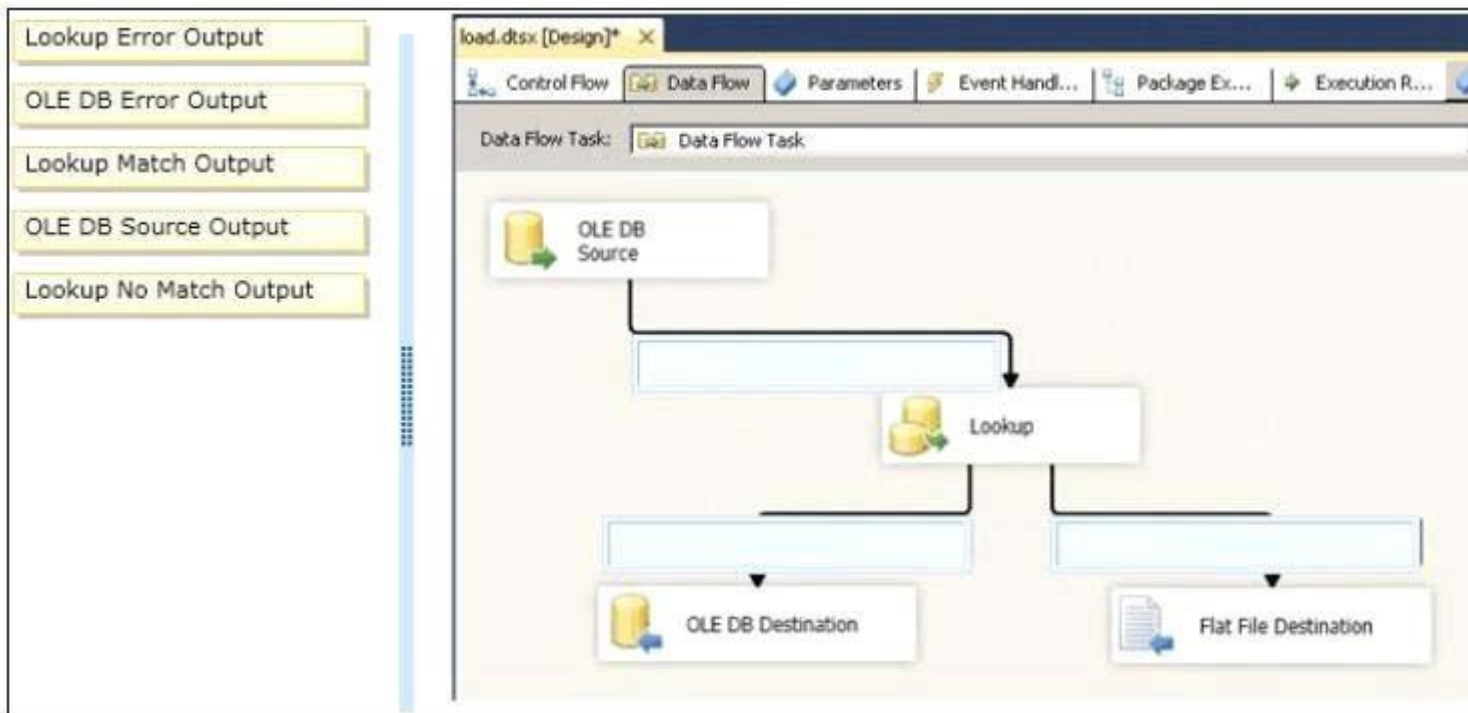 Lookup Error Output
OLE DB Error Output
Lookup Match Output
OLE DB Source Output
Lookup No Match Output
load.dtsx [Design]*
Control Flow
Data Flow
Parameters
Event Handl...
Package Ex...
Execution R...
Data Flow Task:
Data Flow Task
OLE DB
Source
Lookup
OLE DB Destination
Flat File Destination